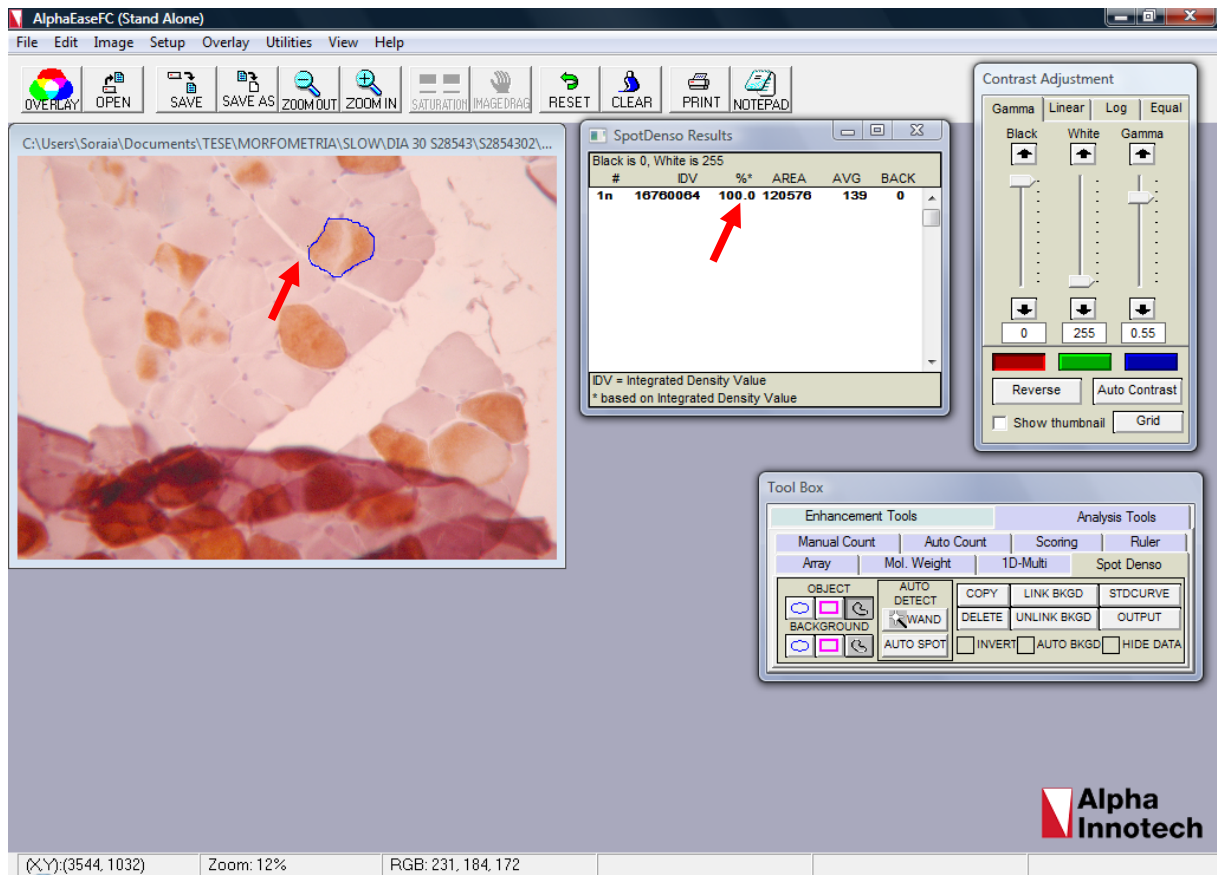 AlphaEaseFC (Stand Alone)
File Edit Image Setup Overlay Utilities View Help
OVERLAY OPEN SAVE SAVE AS ZOOM OUT ZOOM IN SATURATION IMAGE DRAG RESET CLEAR PRINT NOTEPAD
C:\Users\Soraia\Documents\TESE\MORFOMETRIA\SLOW\DIA 30 S28543\S2854302\...
SpotDenso Results
Black is 0, White is 255
# IDV %* AREA AVG BACK
1n 16760064 100.0 120576 139 0
IDV = Integrated Density Value
* based on Integrated Density Value
Contrast Adjustment
Gamma Linear Log Equal
Black White Gamma
0 255 0.55
Reverse Auto Contrast
Show thumbnail Grid
Tool Box
Enhancement Tools Analysis Tools
Manual Count Auto Count Scoring Ruler
Array Mol. Weight 1D-Multi Spot Denso
OBJECT
BACKGROUND
AUTO
DETECT
WAND
AUTO SPOT
COPY LINK BKGD STDCURVE
DELETE UNLINK BKGD OUTPUT
INVERT AUTO BKGD HIDE DATA
Alpha
Innotech
(X,Y):(3544, 1032) Zoom: 12% RGB: 231, 184, 172